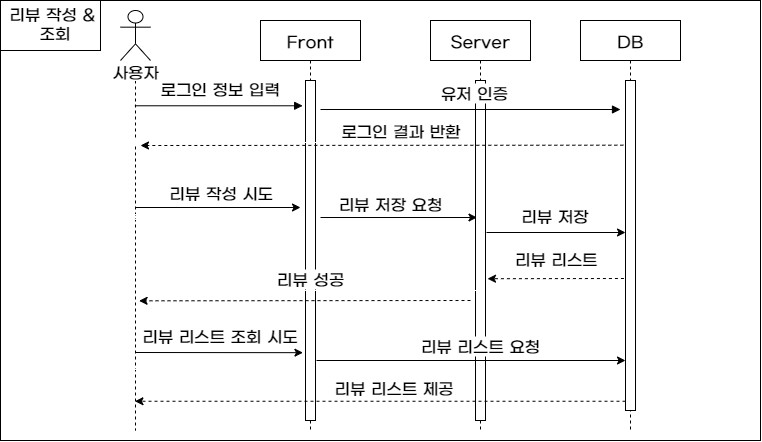 리뷰 작성 &
조회
사용자
Front
Server
DB
로그인 정보 입력
유저 인증
로그인 결과 반환
리뷰 작성 시도
리뷰 저장 요청
리뷰 저장
리뷰 리스트
리뷰 성공
리뷰 리스트 조회 시도
리뷰 리스트 요청
리뷰 리스트 제공